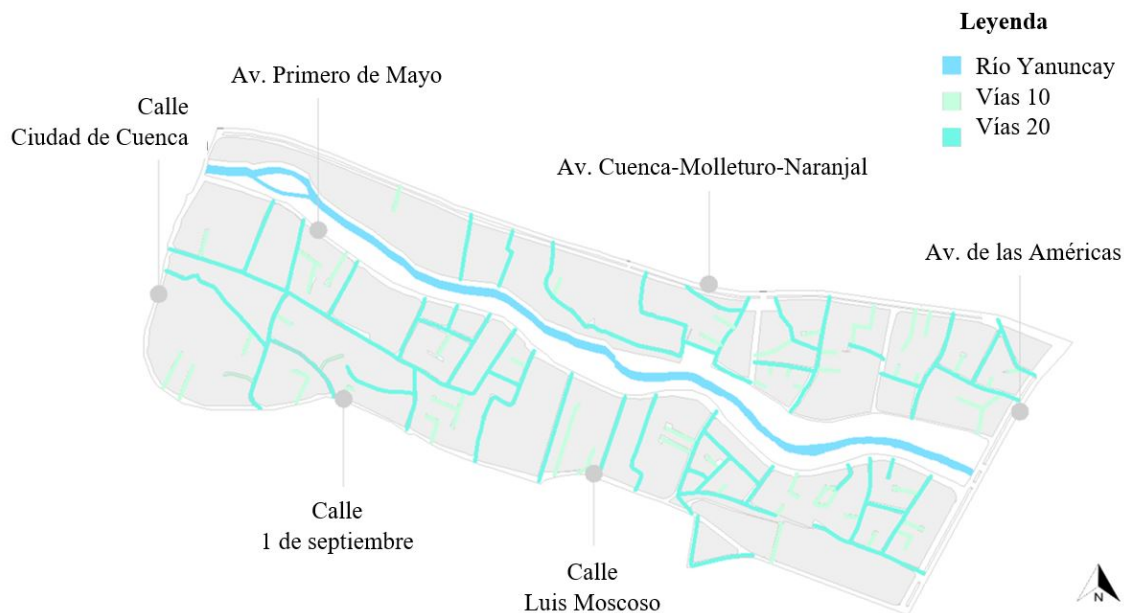 Leyenda
Río Yanuncay
Vías 10
Vías 20
Av. Primero de Mayo
Calle
Ciudad de Cuenca
Av. Cuenca-Molleturo-Naranjal
Av. de las Américas
Calle
1 de septiembre
Calle
Luis Moscoso
N